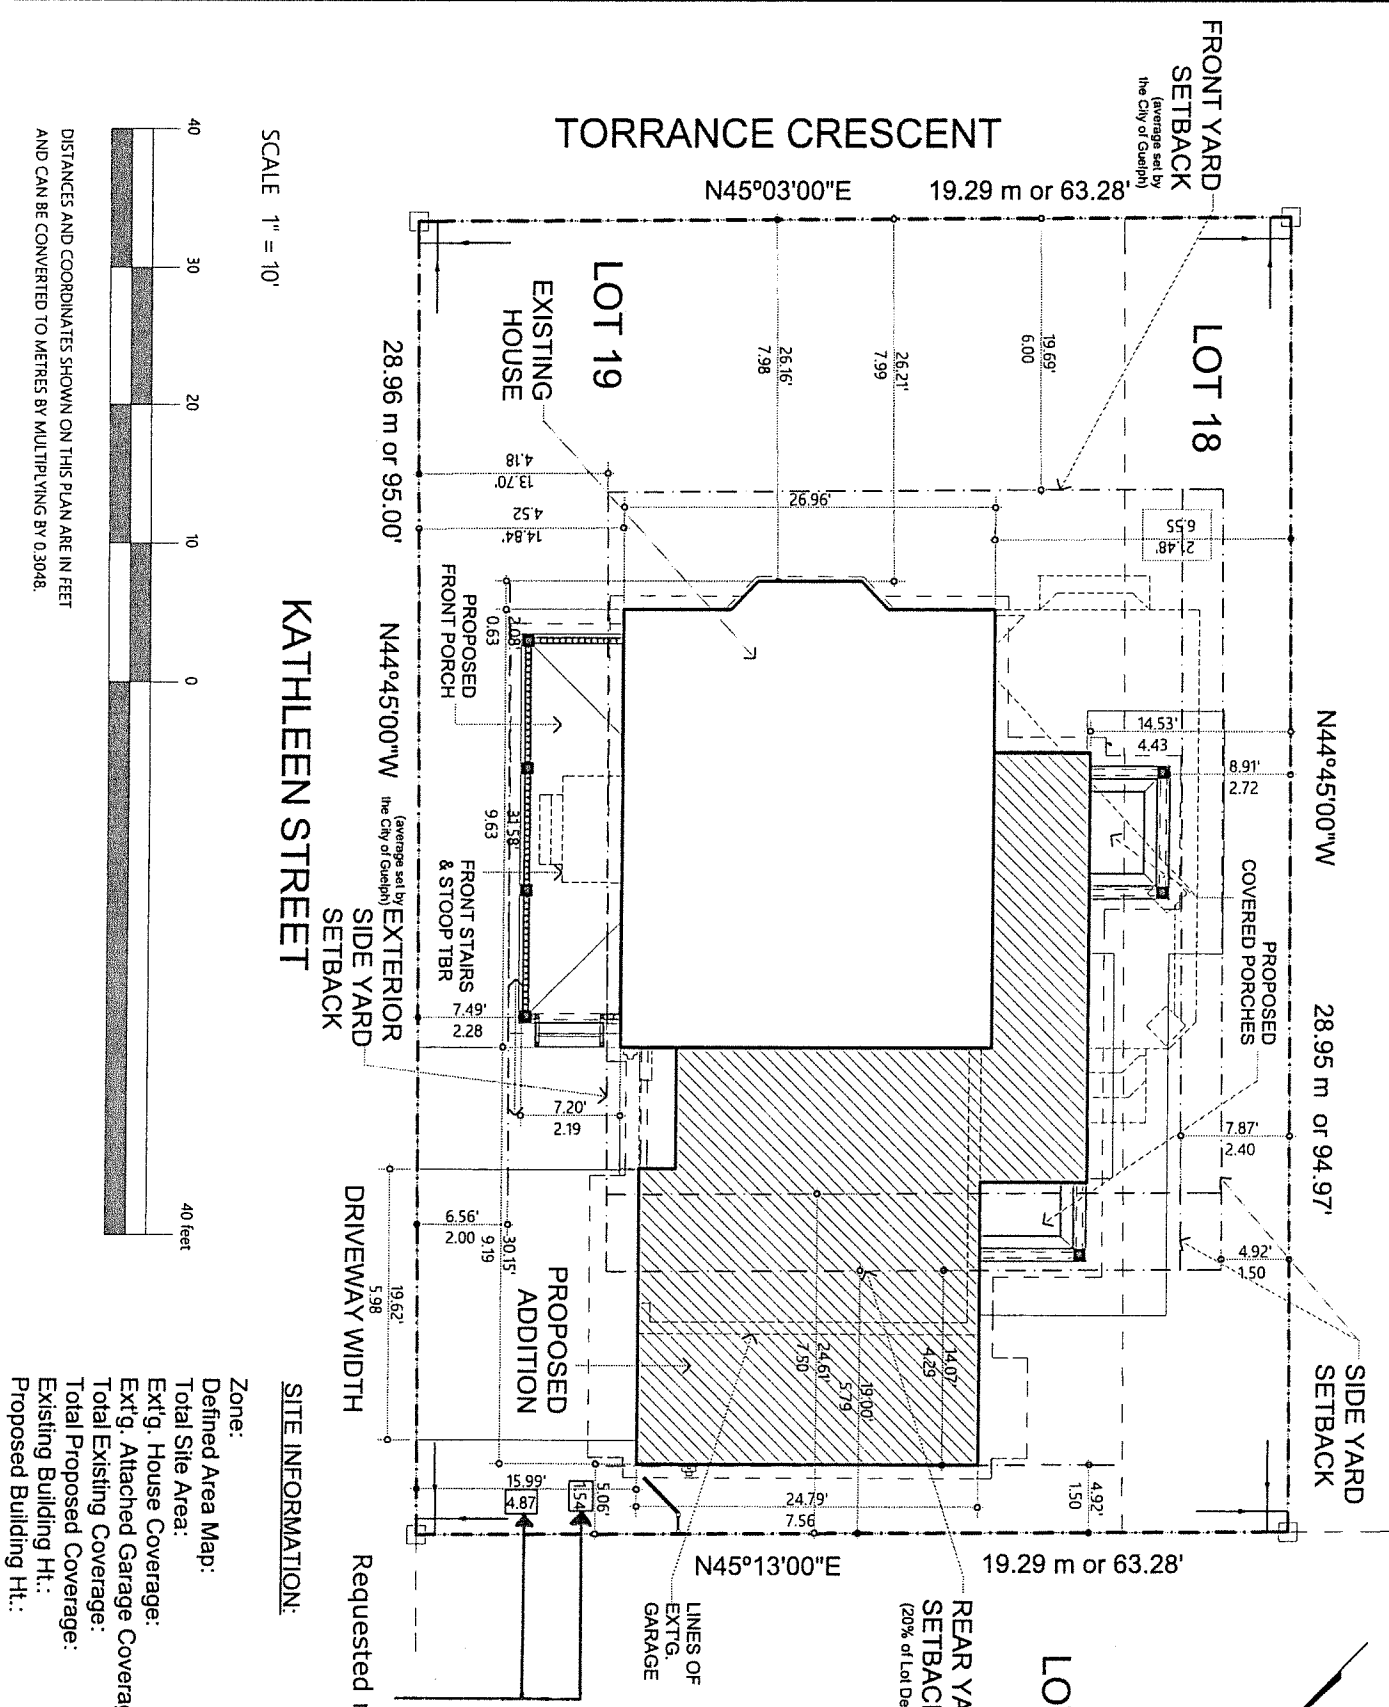 FRONT YARD
SETBACK
(average set by
the City of Guelph)
TORRANCE CRESCENT
N45°03'00"E
19.29 m or 63.28'
LOT 18
LOT 19
EXISTING
HOUSE
26.16'
7.98
26.21'
7.99
19.69'
6.00
SCALE 1" = 10'
40
30
20
10
0
40 feet
DISTANCES AND COORDINATES SHOWN ON THIS PLAN ARE IN FEET
AND CAN BE CONVERTED TO METRES BY MULTIPLYING BY 0.3048.
28.96 m or 95.00'
N44°45'00"W
13.70'
4.18
14.84'
4.52
26.96'
21.48'
6.55
PROPOSED
FRONT PORCH
2.08'
0.63
31.58'
9.63
KATHLEEN STREET
FRONT STAIRS
& STOOP TBR
(average set by
the City of Guelph)
EXTERIOR
SIDE YARD
SETBACK
7.49'
2.28
7.20'
2.19
6.56'
2.00
30.15'
9.19
19.62'
5.98
DRIVEWAY WIDTH
N44°45'00"W
28.95 m or 94.97'
14.53'
4.43
8.91'
2.72
PROPOSED
COVERED PORCHES
7.87'
2.40
4.92'
1.50
SIDE YARD
SETBACK
PROPOSED
ADDITION
24.61'
7.50
19.00'
5.79
14.07'
4.29
15.99'
4.87
5.06'
1.54
24.79'
7.56
4.92'
1.50
N45°13'00"E
19.29 m or 63.28'
LINES OF
EXT'G.
GARAGE
REAR YA
SETBACK
(20% of Lot De
LO
Requested
SITE INFORMATION:
Zone:
Defined Area Map:
Total Site Area:
Ext'g. House Coverage:
Ext'g. Attached Garage Coverag
Total Existing Coverage:
Total Proposed Coverage:
Existing Building Ht.:
Proposed Building Ht.: